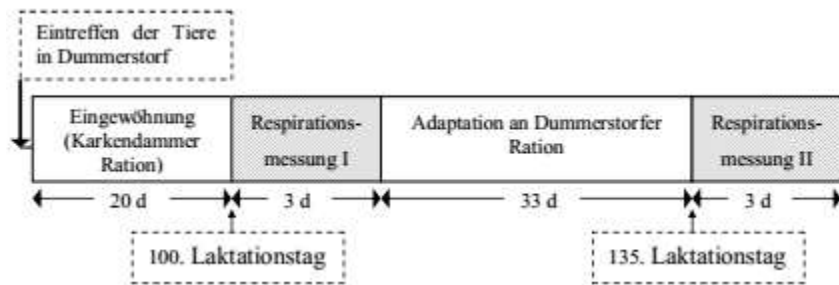 Eintreffen der Tiere
in Dummerstorf
Eingewöhnung
(Karkendammer
Ration)
Respirations-
messung I
Adaptation an Dummerstorfer
Ration
Respirations-
messung II
20 d
3 d
33 d
3 d
100. Laktationstag
135. Laktationstag